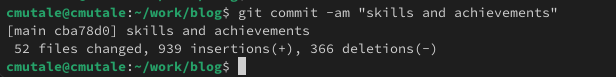 cmutale@cmutale:~/work/blog$ git commit -am "skills and achievements"
[main cba78d0] skills and achievements
 52 files changed, 939 insertions(+), 366 deletions(-)
cmutale@cmutale:~/work/blog$